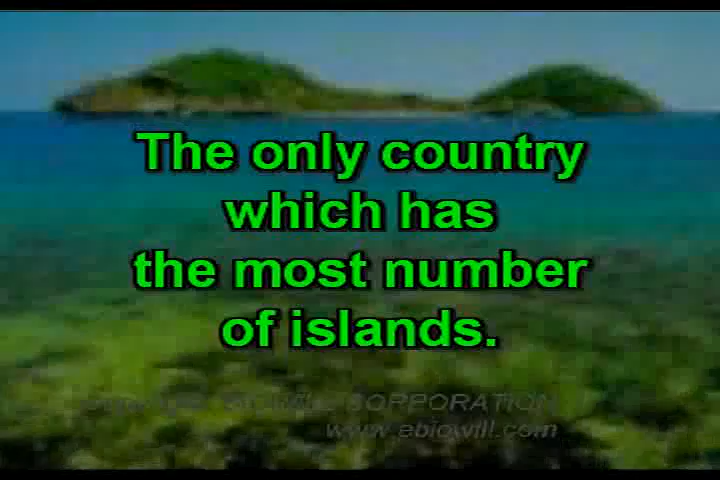 The only country
which has
the most number
of islands.
www.ebiowill.com